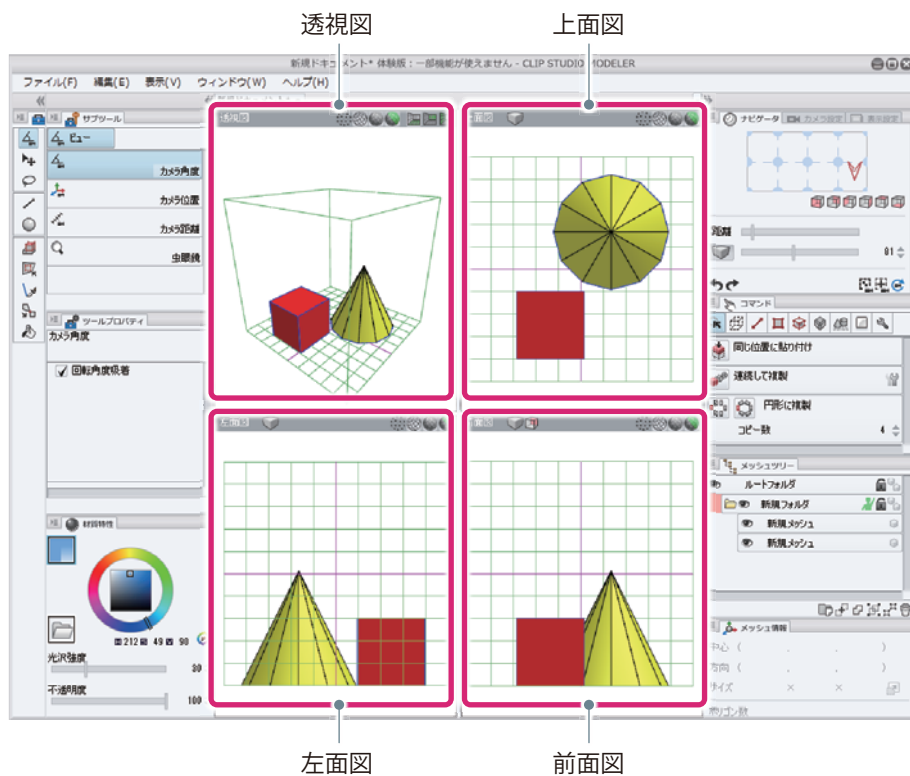 透視図
上面図
新規ドキュメント* 体験版：一部機能が使えません - CLIP STUDIO MODELER
ファイル(F) 編集(E) 表示(V) ウィンドウ(W) ヘルプ(H)
サブツール
ビュー
カメラ角度
カメラ位置
カメラ距離
虫眼鏡
ツールプロパティ
カメラ角度
回転角度吸着
材質特性
212 49 98
光沢強度
30
不透明度
100
透視図
左面図
ナビゲータ カメラ設定 表示設定
距離
81
コマンド
同じ位置に貼り付け
連続して複製
円形に複製
コピー数 4
メッシュツリー
ルートフォルダ
新規フォルダ
新規メッシュ
新規メッシュ
メッシュ情報
中心 ( , , )
方向 ( , , )
サイズ × ×
ポリゴン数
左面図
前面図